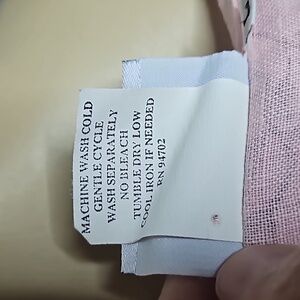 MACHINE WASH COLD
GENTLE CYCLE
WASH SEPARATELY
NO BLEACH
TUMBLE DRY LOW
COOL IRON IF NEEDED
RN 94702